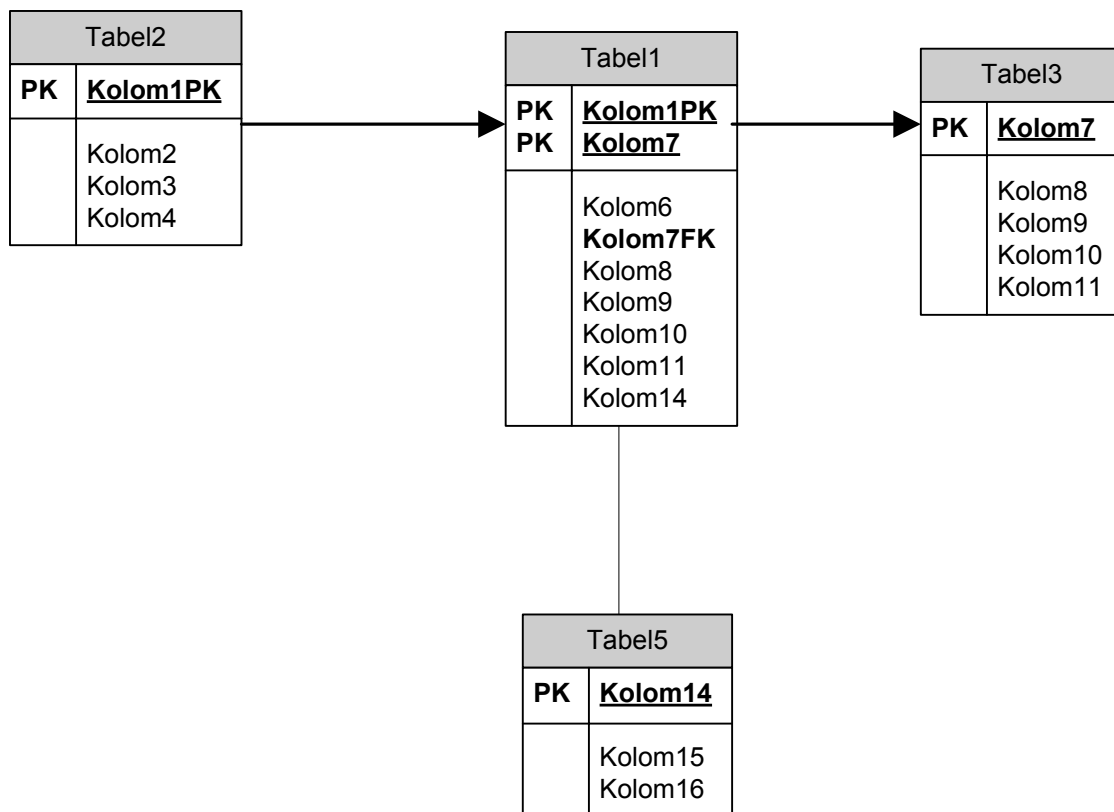 Tabel2
PK Kolom1PK
Kolom2
Kolom3
Kolom4
Tabel1
PK Kolom1PK
PK Kolom7
Kolom6
Kolom7FK
Kolom8
Kolom9
Kolom10
Kolom11
Kolom14
Tabel3
PK Kolom7
Kolom8
Kolom9
Kolom10
Kolom11
Tabel5
PK Kolom14
Kolom15
Kolom16